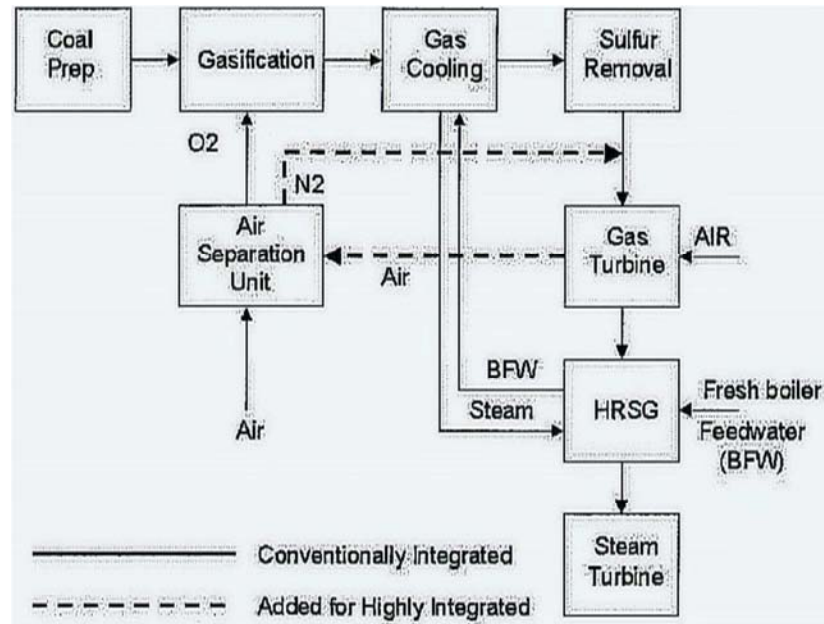 Coal
Prep
Gasification
Gas
Cooling
Sulfur
Removal
O2
N2
Air
Separation
Unit
Air
Gas
Turbine
AIR
BFW
Steam
HRSG
Fresh boiler
Feedwater
(BFW)
Air
Steam
Turbine
Conventionally Integrated
Added for Highly Integrated